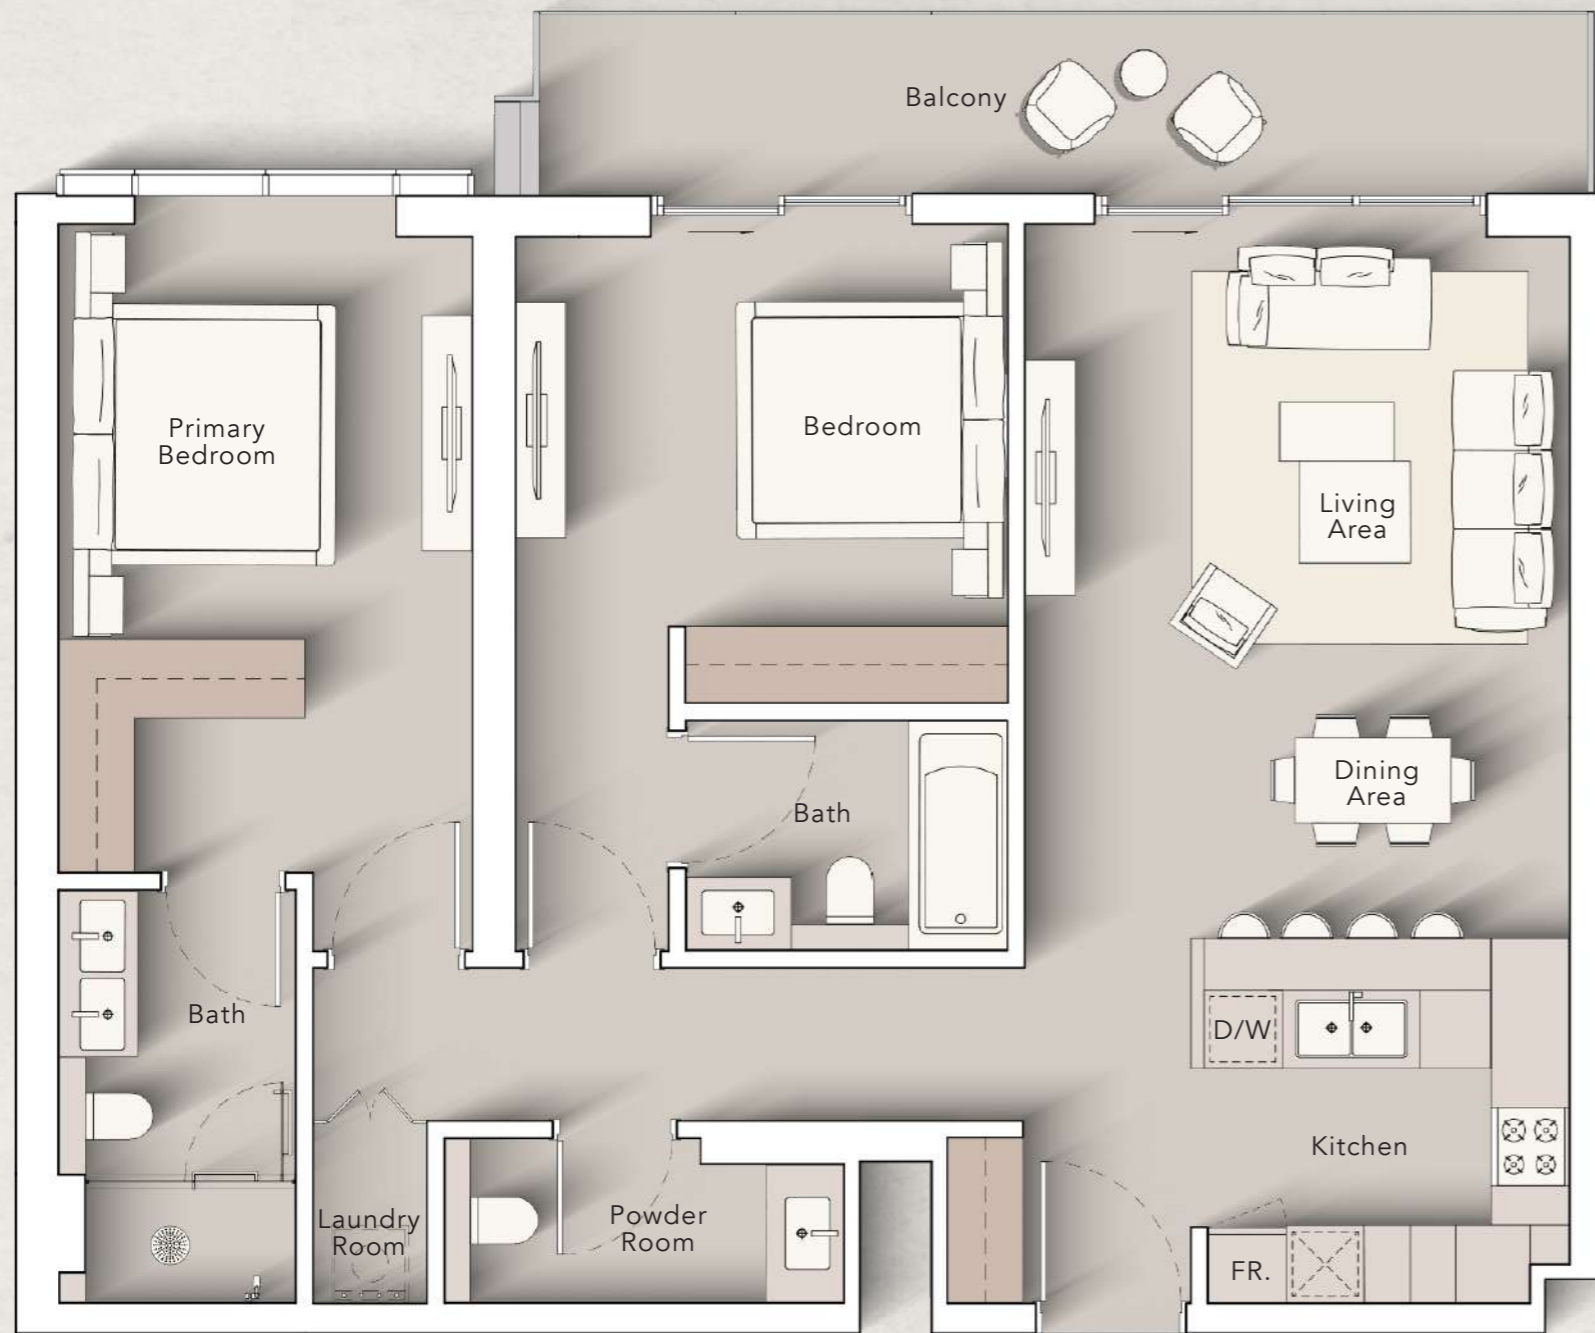 Balcony
Primary
Bedroom
Bedroom
Living
Area
Dining
Area
Bath
Bath
D/W
Kitchen
Laundry
Room
Powder
Room
FR.